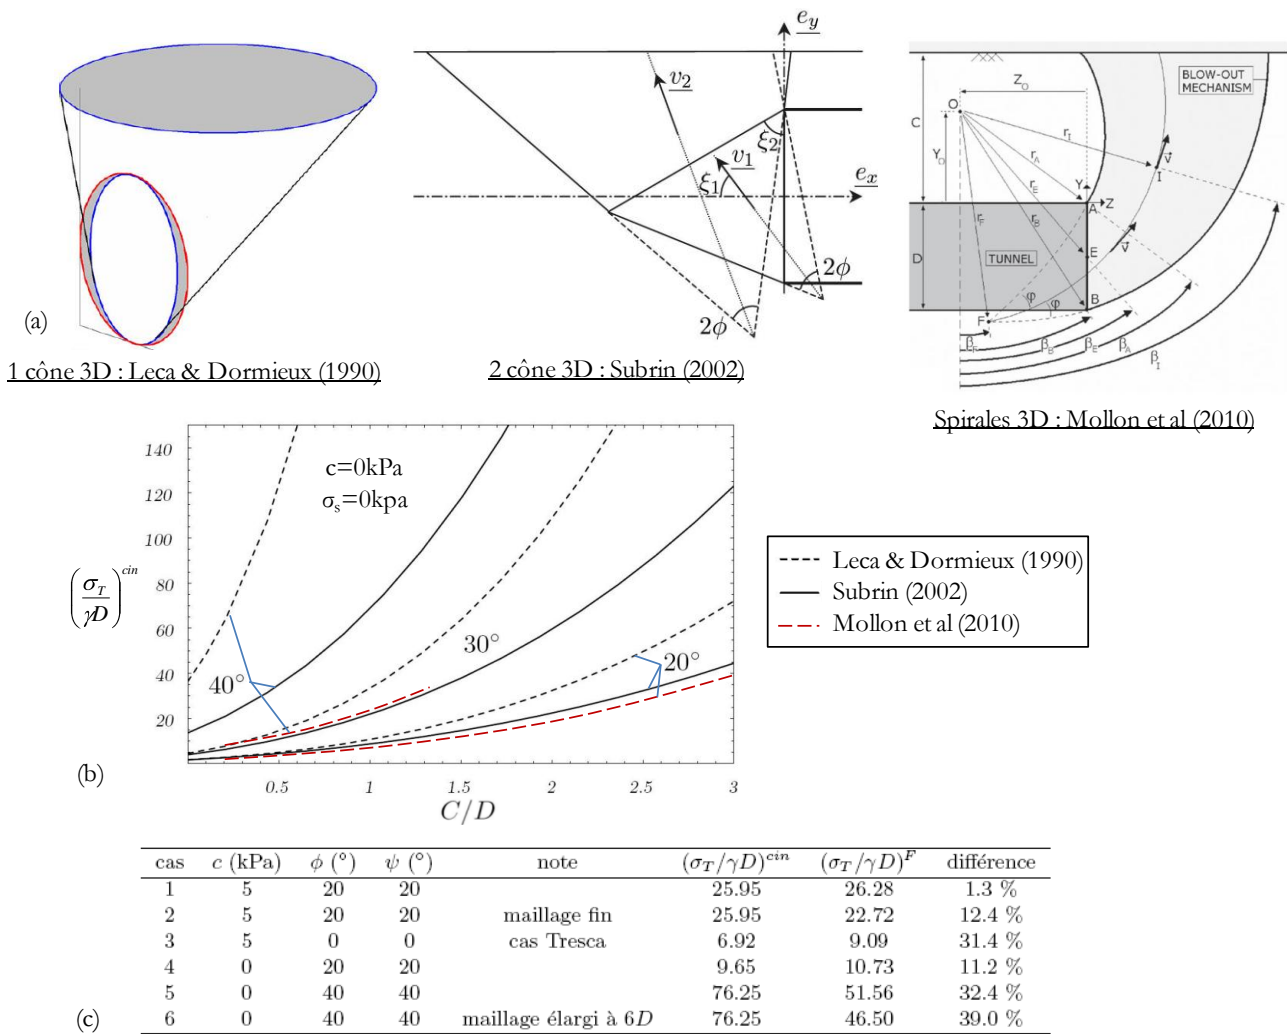 e_y
v_2
ξ_2
v_1
ξ_1
e_x
2ϕ
2ϕ
BLOW-OUT
MECHANISM
Z_O
C
O
Y_O
r_I
r_A
r_E
r_B
r_F
Y
Z
A
v
I
D
TUNNEL
E
v
B
F
φ
φ
β_F
β_B
β_E
β_A
β_I
(a)
1 cône 3D : Leca & Dormieux (1990)
2 cône 3D : Subrin (2002)
Spirales 3D : Mollon et al (2010)
140
120
100
80
60
40
20
(σ_T/γD)^cin
c=0kPa
σ_s=0kpa
40°
30°
20°
0.5
1
1.5
2
2.5
3
C/D
Leca & Dormieux (1990)
Subrin (2002)
Mollon et al (2010)
(b)
cas c (kPa) ϕ (°) ψ (°) note (σ_T/γD)^cin (σ_T/γD)^F différence
1 5 20 20 25.95 26.28 1.3 %
2 5 20 20 maillage fin 25.95 22.72 12.4 %
3 5 0 0 cas Tresca 6.92 9.09 31.4 %
4 0 20 20 9.65 10.73 11.2 %
5 0 40 40 76.25 51.56 32.4 %
6 0 40 40 maillage élargi à 6D 76.25 46.50 39.0 %
(c)